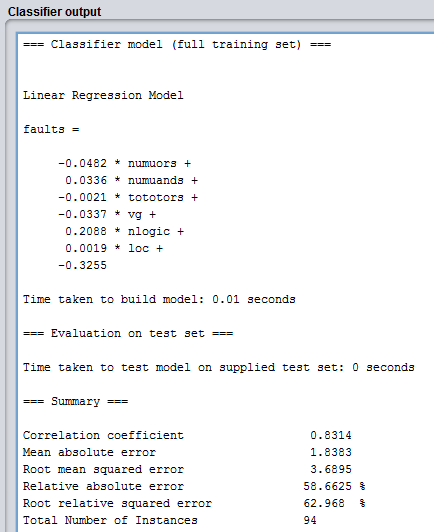 Classifier output
=== Classifier model (full training set) ===
Linear Regression Model
faults =
-0.0482 * numuors +
0.0336 * numuands +
-0.0021 * tototors +
-0.0337 * vg +
0.2088 * nlogic +
0.0019 * loc +
-0.3255
Time taken to build model: 0.01 seconds
=== Evaluation on test set ===
Time taken to test model on supplied test set: 0 seconds
=== Summary ===
Correlation coefficient 0.8314
Mean absolute error 1.8383
Root mean squared error 3.6895
Relative absolute error 58.6625 %
Root relative squared error 62.968 %
Total Number of Instances 94